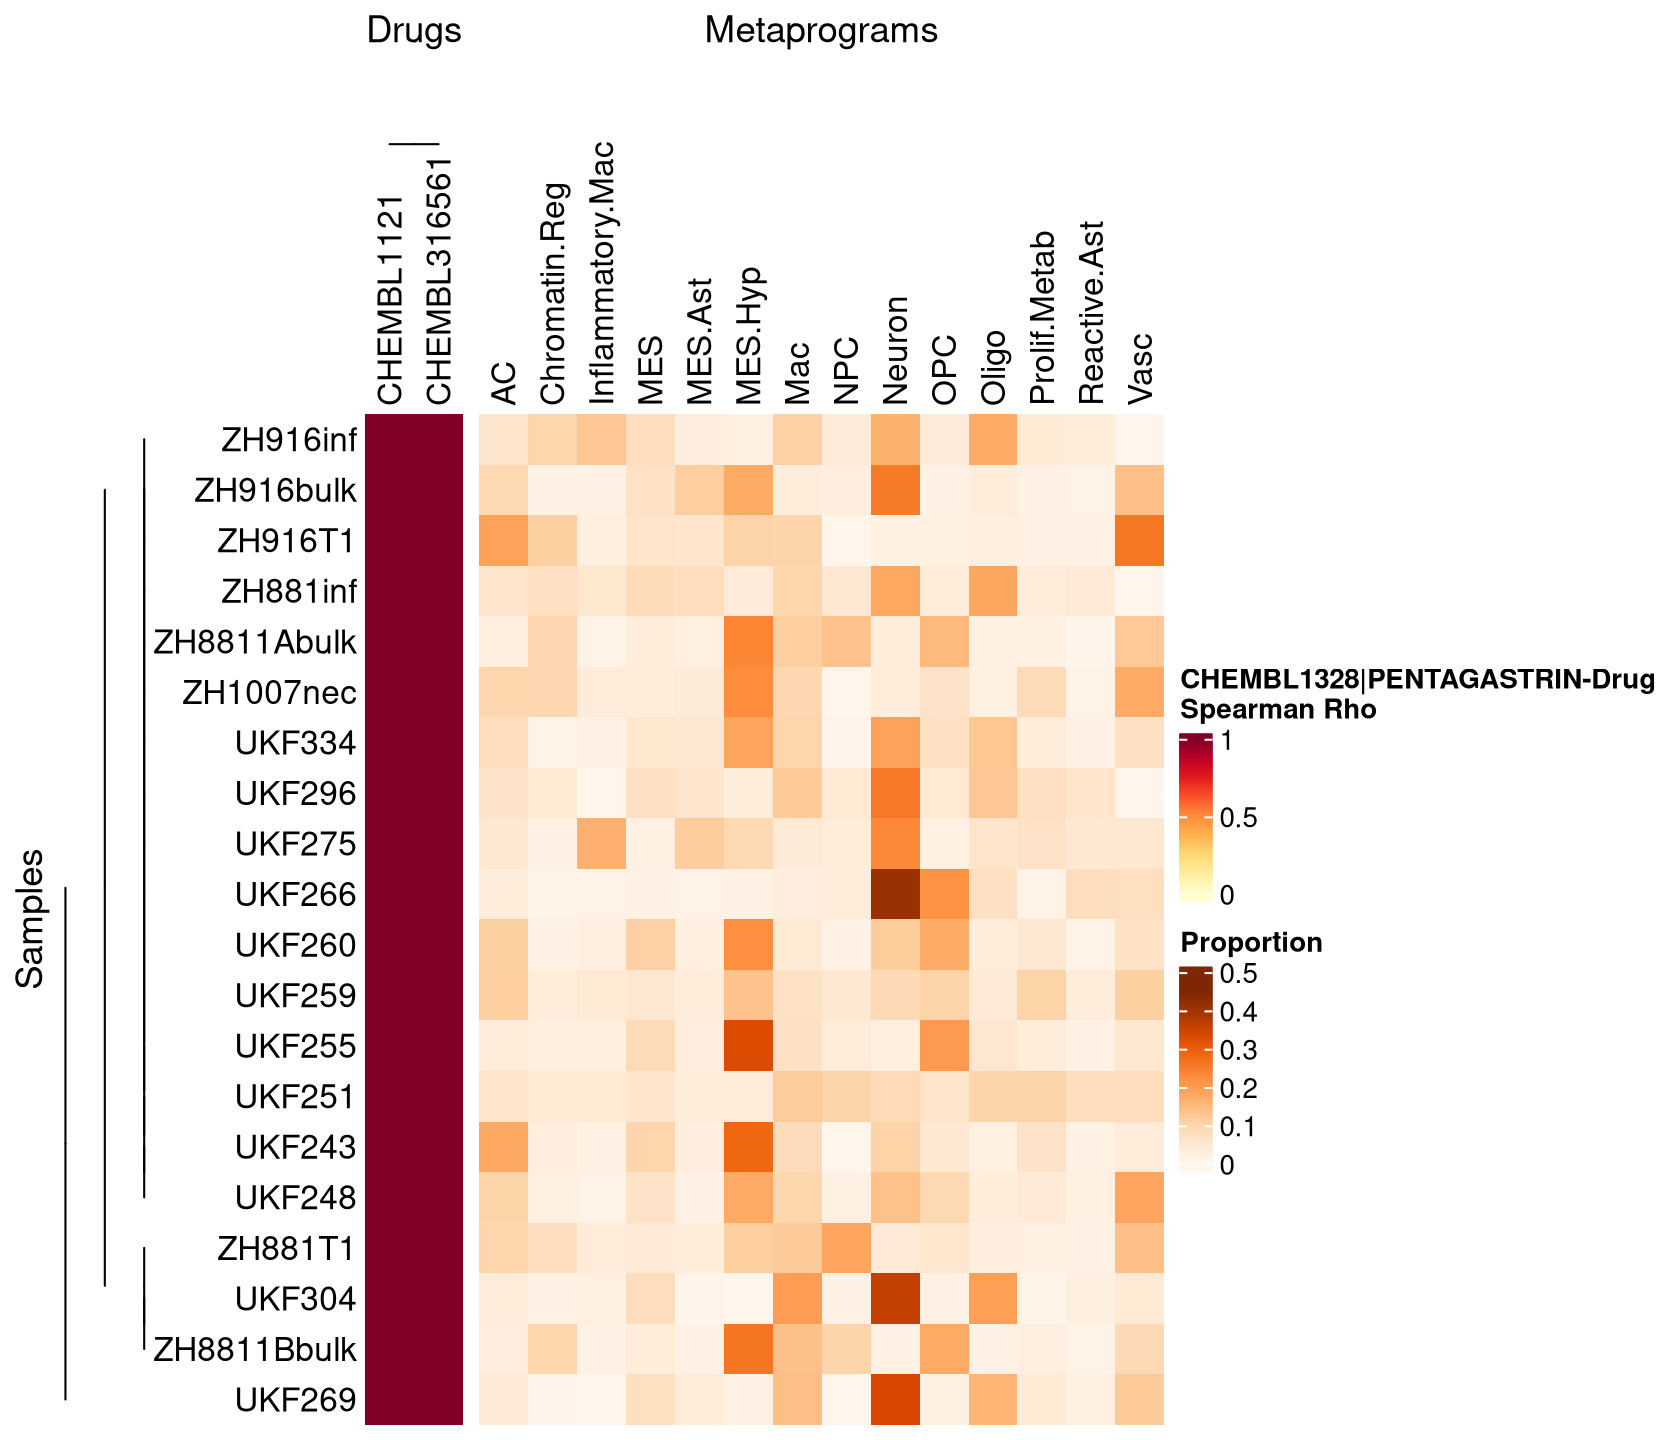 Drugs
Metaprograms
CHEMBL1121
CHEMBL316561
AC
Chromatin.Reg
Inflammatory.Mac
MES
MES.Ast
MES.Hyp
Mac
NPC
Neuron
OPC
Oligo
Prolif.Metab
Reactive.Ast
Vasc
Samples
ZH916inf
ZH916bulk
ZH916T1
ZH881inf
ZH8811Abulk
ZH1007nec
UKF334
UKF296
UKF275
UKF266
UKF260
UKF259
UKF255
UKF251
UKF243
UKF248
ZH881T1
UKF304
ZH8811Bbulk
UKF269
CHEMBL1328|PENTAGASTRIN-Drug
Spearman Rho
1
0.5
0
Proportion
0.5
0.4
0.3
0.2
0.1
0